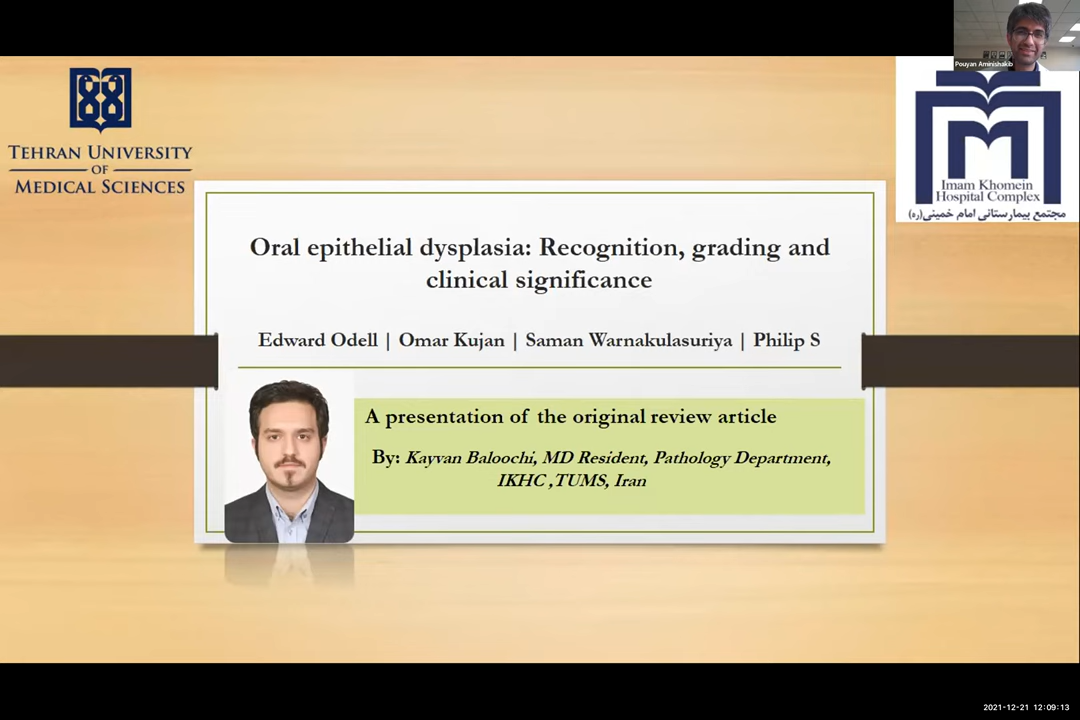 Pouyan Aminishakib
TEHRAN UNIVERSITY
OF
MEDICAL SCIENCES
Imam Khomein
Hospital Complex
مجتمع بیمارستانی امام خمینی(ره)
Oral epithelial dysplasia: Recognition, grading and
clinical significance
Edward Odell | Omar Kujan | Saman Warnakulasuriya | Philip S
A presentation of the original review article
By: Kayvan Baloochi, MD Resident, Pathology Department,
IKHC ,TUMS, Iran
2021-12-21 12:09:13